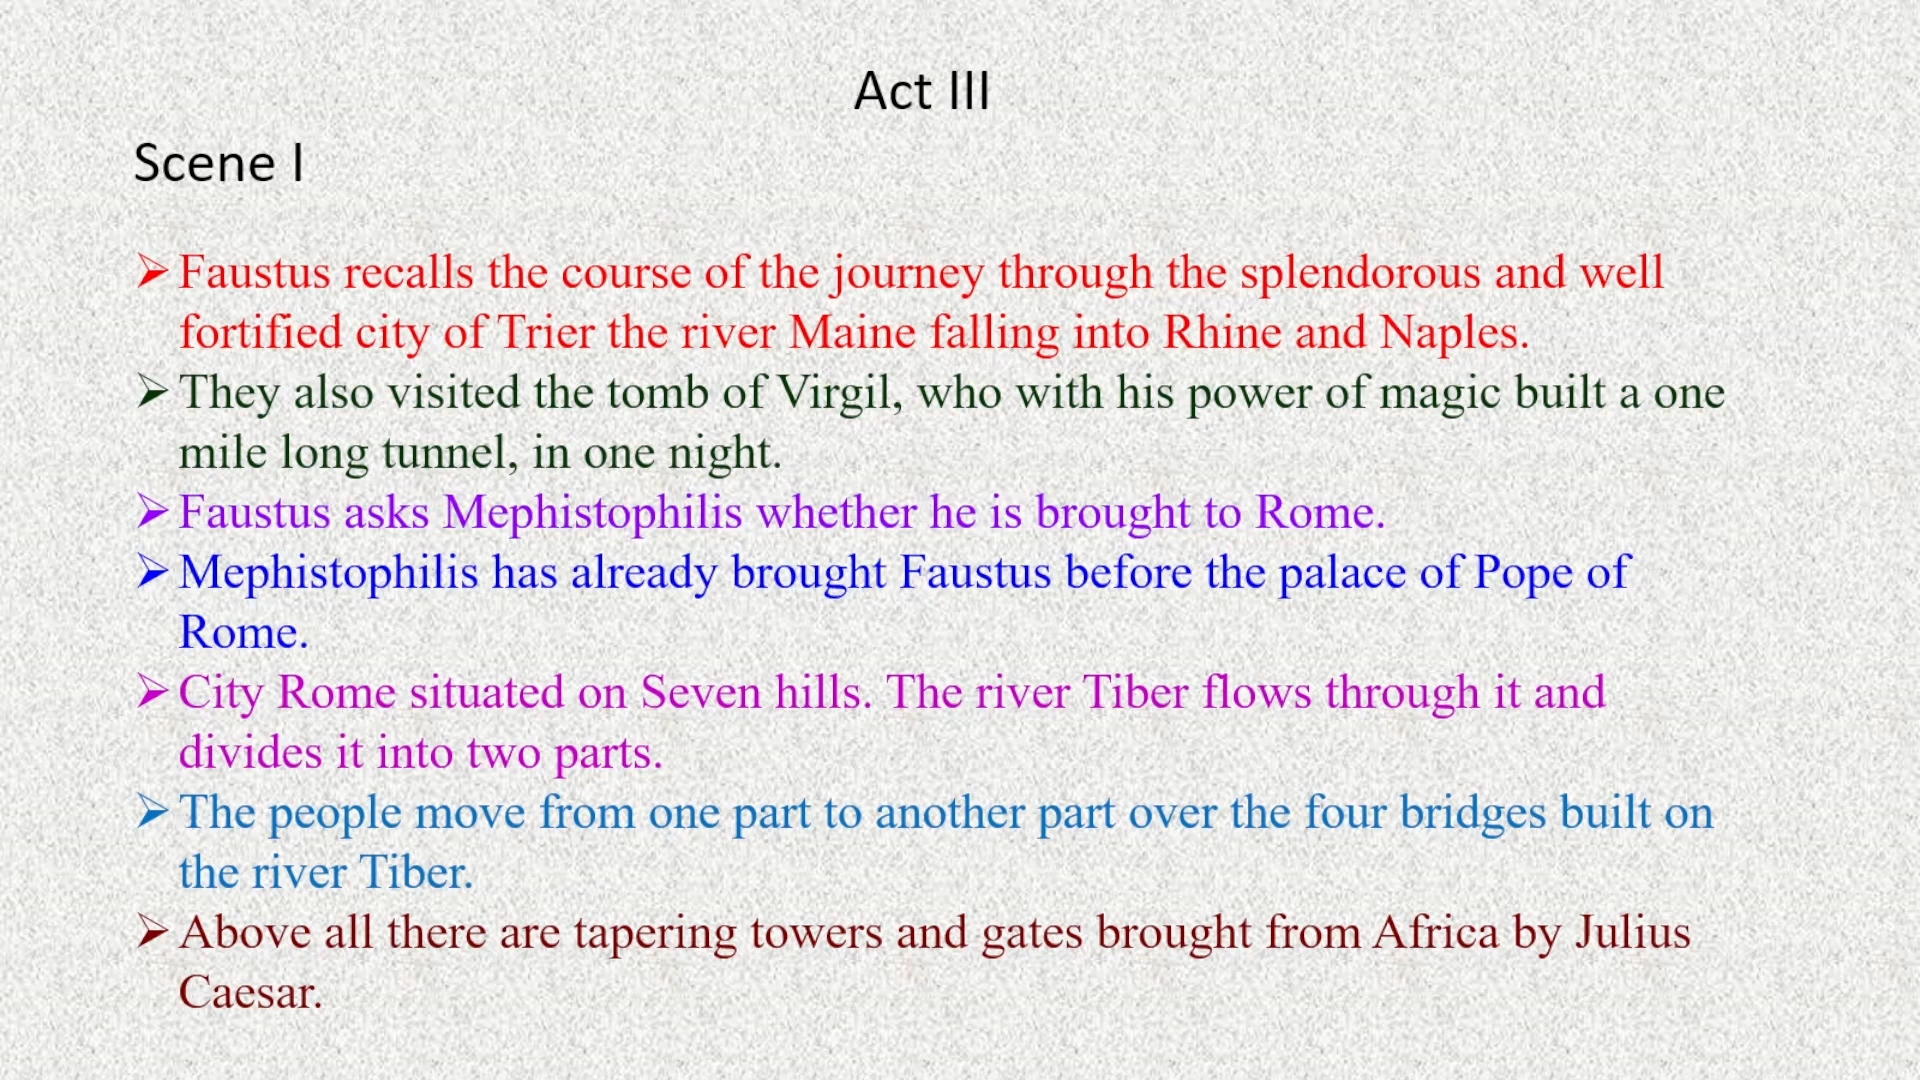 Act III
Scene I
➢Faustus recalls the course of the journey through the splendorous and well
fortified city of Trier the river Maine falling into Rhine and Naples.
➢They also visited the tomb of Virgil, who with his power of magic built a one
mile long tunnel, in one night.
➢Faustus asks Mephistophilis whether he is brought to Rome.
➢Mephistophilis has already brought Faustus before the palace of Pope of
Rome.
➢City Rome situated on Seven hills. The river Tiber flows through it and
divides it into two parts.
➢The people move from one part to another part over the four bridges built on
the river Tiber.
➢Above all there are tapering towers and gates brought from Africa by Julius
Caesar.